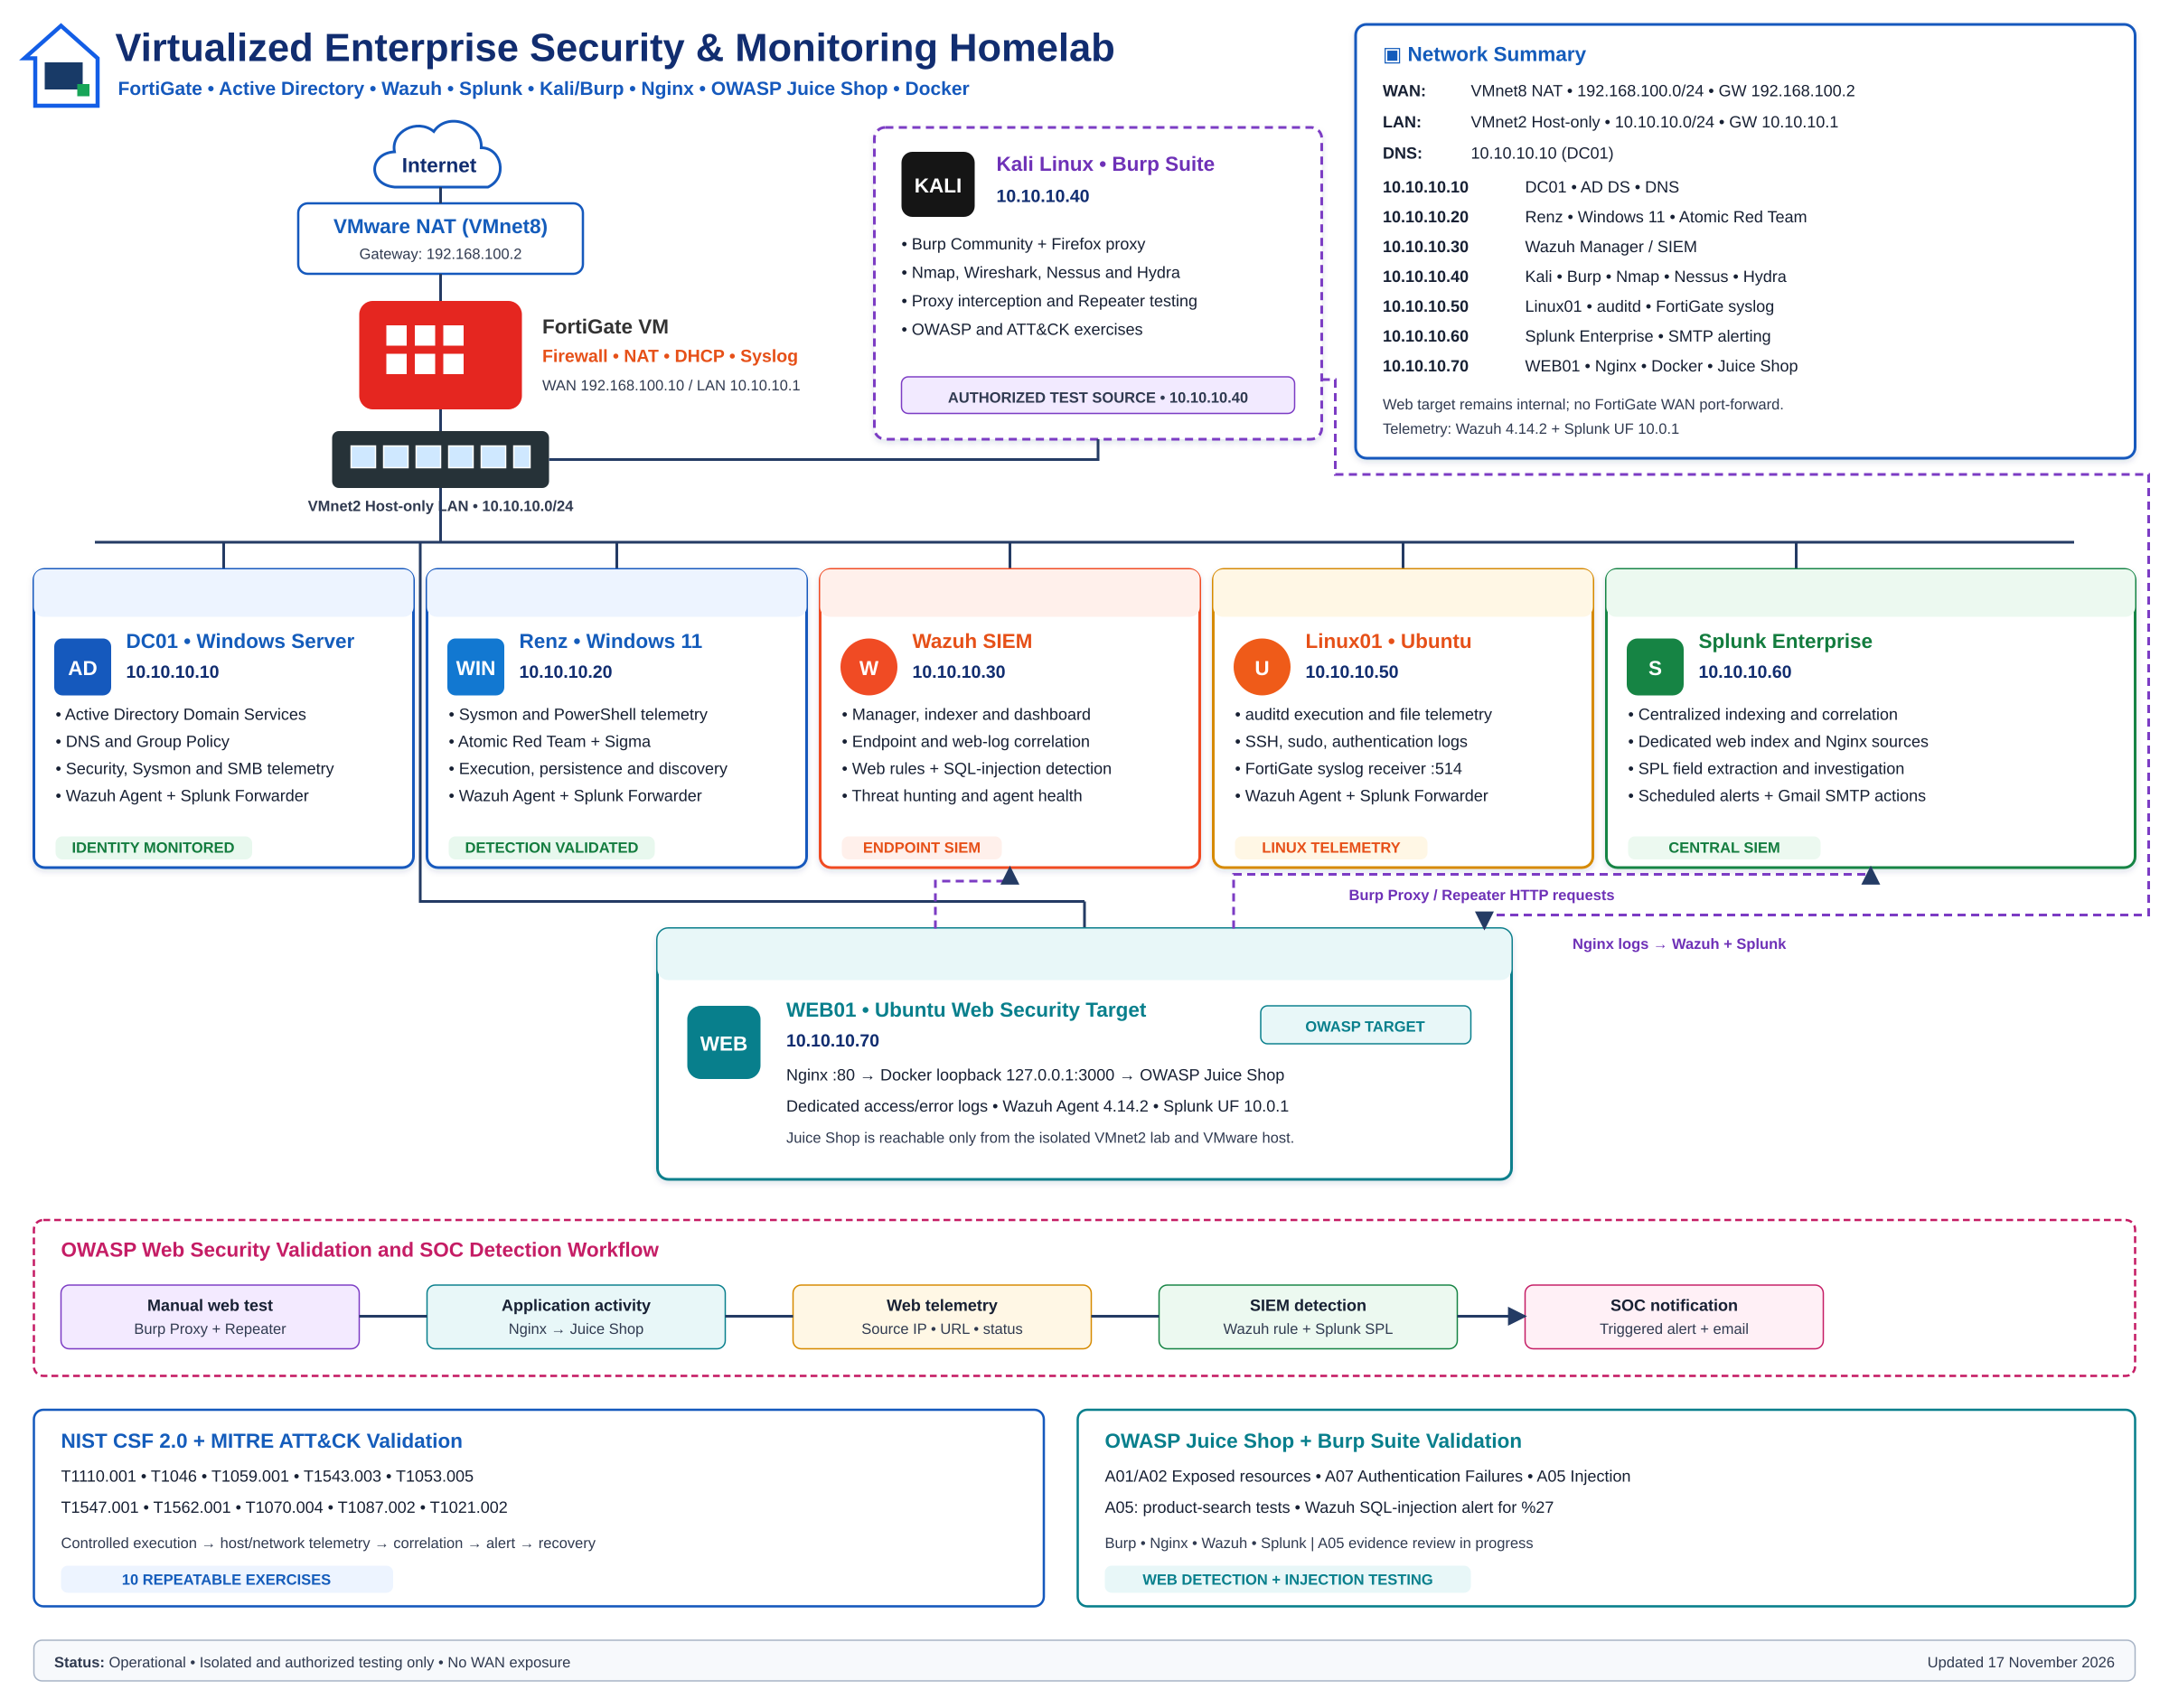 Virtualized Enterprise Security & Monitoring Homelab
FortiGate • Active Directory • Wazuh • Splunk • Kali/Burp • Nginx • OWASP Juice Shop • Docker
Internet
VMware NAT (VMnet8)
Gateway: 192.168.100.2
FortiGate VM
Firewall • NAT • DHCP • Syslog
WAN 192.168.100.10 / LAN 10.10.10.1
VMnet2 Host-only LAN • 10.10.10.0/24
KALI
Kali Linux • Burp Suite
10.10.10.40
• Burp Community + Firefox proxy
• Nmap, Wireshark, Nessus and Hydra
• Proxy interception and Repeater testing
• OWASP and ATT&CK exercises
AUTHORIZED TEST SOURCE • 10.10.10.40
▣ Network Summary
WAN: VMnet8 NAT • 192.168.100.0/24 • GW 192.168.100.2
LAN: VMnet2 Host-only • 10.10.10.0/24 • GW 10.10.10.1
DNS: 10.10.10.10 (DC01)
10.10.10.10 DC01 • AD DS • DNS
10.10.10.20 Renz • Windows 11 • Atomic Red Team
10.10.10.30 Wazuh Manager / SIEM
10.10.10.40 Kali • Burp • Nmap • Nessus • Hydra
10.10.10.50 Linux01 • auditd • FortiGate syslog
10.10.10.60 Splunk Enterprise • SMTP alerting
10.10.10.70 WEB01 • Nginx • Docker • Juice Shop
Web target remains internal; no FortiGate WAN port-forward.
Telemetry: Wazuh 4.14.2 + Splunk UF 10.0.1
AD
DC01 • Windows Server
10.10.10.10
• Active Directory Domain Services
• DNS and Group Policy
• Security, Sysmon and SMB telemetry
• Wazuh Agent + Splunk Forwarder
IDENTITY MONITORED
WIN
Renz • Windows 11
10.10.10.20
• Sysmon and PowerShell telemetry
• Atomic Red Team + Sigma
• Execution, persistence and discovery
• Wazuh Agent + Splunk Forwarder
DETECTION VALIDATED
W
Wazuh SIEM
10.10.10.30
• Manager, indexer and dashboard
• Endpoint and web-log correlation
• Web rules + SQL-injection detection
• Threat hunting and agent health
ENDPOINT SIEM
U
Linux01 • Ubuntu
10.10.10.50
• auditd execution and file telemetry
• SSH, sudo, authentication logs
• FortiGate syslog receiver :514
• Wazuh Agent + Splunk Forwarder
LINUX TELEMETRY
S
Splunk Enterprise
10.10.10.60
• Centralized indexing and correlation
• Dedicated web index and Nginx sources
• SPL field extraction and investigation
• Scheduled alerts + Gmail SMTP actions
CENTRAL SIEM
Burp Proxy / Repeater HTTP requests
Nginx logs → Wazuh + Splunk
WEB
WEB01 • Ubuntu Web Security Target
10.10.10.70
OWASP TARGET
Nginx :80 → Docker loopback 127.0.0.1:3000 → OWASP Juice Shop
Dedicated access/error logs • Wazuh Agent 4.14.2 • Splunk UF 10.0.1
Juice Shop is reachable only from the isolated VMnet2 lab and VMware host.
OWASP Web Security Validation and SOC Detection Workflow
Manual web test
Burp Proxy + Repeater
Application activity
Nginx → Juice Shop
Web telemetry
Source IP • URL • status
SIEM detection
Wazuh rule + Splunk SPL
SOC notification
Triggered alert + email
NIST CSF 2.0 + MITRE ATT&CK Validation
T1110.001 • T1046 • T1059.001 • T1543.003 • T1053.005
T1547.001 • T1562.001 • T1070.004 • T1087.002 • T1021.002
Controlled execution → host/network telemetry → correlation → alert → recovery
10 REPEATABLE EXERCISES
OWASP Juice Shop + Burp Suite Validation
A01/A02 Exposed resources • A07 Authentication Failures • A05 Injection
A05: product-search tests • Wazuh SQL-injection alert for %27
Burp • Nginx • Wazuh • Splunk | A05 evidence review in progress
WEB DETECTION + INJECTION TESTING
Status: Operational • Isolated and authorized testing only • No WAN exposure
Updated 17 November 2026